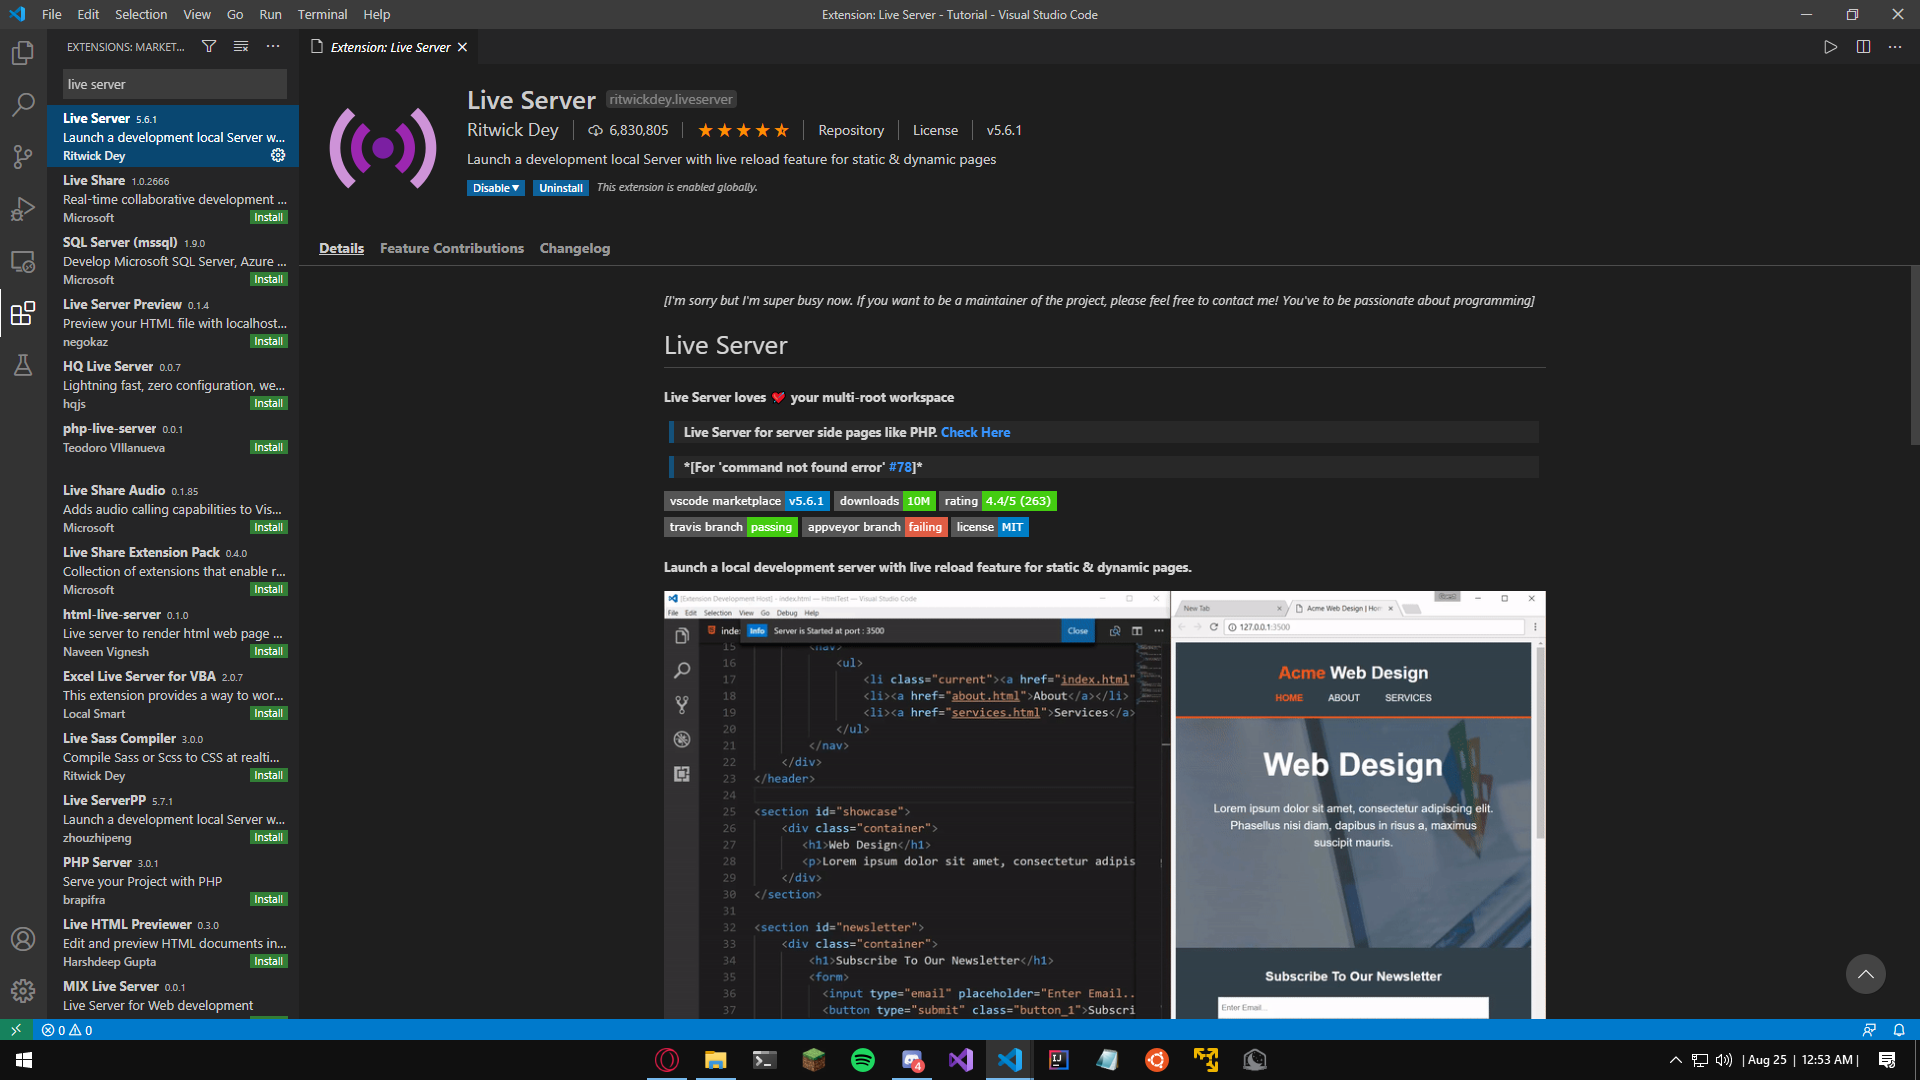 File Edit Selection View Go Run Terminal Help
Extension: Live Server - Tutorial - Visual Studio Code
EXTENSIONS: MARKET...
Extension: Live Server
live server
Live Server 5.6.1
Launch a development local Server w...
Ritwick Dey
Live Share 1.0.2666
Real-time collaborative development ...
Microsoft Install
SQL Server (mssql) 1.9.0
Develop Microsoft SQL Server, Azure ...
Microsoft Install
Live Server Preview 0.1.4
Preview your HTML file with localhost...
negokaz Install
HQ Live Server 0.0.7
Lightning fast, zero configuration, we...
hqjs Install
php-live-server 0.0.1
Teodoro VIllanueva Install
Live Share Audio 0.1.85
Adds audio calling capabilities to Vis...
Microsoft Install
Live Share Extension Pack 0.4.0
Collection of extensions that enable r...
Microsoft Install
html-live-server 0.1.0
Live server to render html web page ...
Naveen Vignesh Install
Excel Live Server for VBA 2.0.7
This extension provides a way to wor...
Local Smart Install
Live Sass Compiler 3.0.0
Compile Sass or Scss to CSS at realti...
Ritwick Dey Install
Live ServerPP 5.7.1
Launch a development local Server w...
zhouzhipeng Install
PHP Server 3.0.1
Serve your Project with PHP
brapifra Install
Live HTML Previewer 0.3.0
Edit and preview HTML documents in...
Harshdeep Gupta Install
MIX Live Server 0.0.1
Live Server for Web development
Live Server ritwickdey.liveserver
Ritwick Dey 6,830,805 Repository License v5.6.1
Launch a development local Server with live reload feature for static & dynamic pages
Disable Uninstall This extension is enabled globally.
Details Feature Contributions Changelog
[I'm sorry but I'm super busy now. If you want to be a maintainer of the project, please feel free to contact me! You've to be passionate about programming]
Live Server
Live Server loves ❤️ your multi-root workspace
Live Server for server side pages like PHP. Check Here
*[For 'command not found error' #78]*
vscode marketplace v5.6.1 downloads 10M rating 4.4/5 (263)
travis branch passing appveyor branch failing license MIT
Launch a local development server with live reload feature for static & dynamic pages.
[Extension Development Host] - index.html — HtmlTest — Visual Studio Code
File Edit Selection View Go Debug Help
inde Info Server is Started at port : 3500 Close
15 <nav>
16 <ul>
17 <li class="current"><a href="index.html"
18 <li><a href="about.html">About</a></li>
19 <li><a href="services.html">Services</a>
20 </ul>
21 </nav>
22 </div>
23 </header>
24
25 <section id="showcase">
26 <div class="container">
27 <h1>Web Design</h1>
28 <p>Lorem ipsum dolor sit amet, consectetur adipis
29 </div>
30 </section>
31
32 <section id="newsletter">
33 <div class="container">
34 <h1>Subscribe To Our Newsletter</h1>
35 <form>
36 <input type="email" placeholder="Enter Email..
37 <button type="submit" class="button_1">Subscri
New Tab Acme Web Design | Hom
127.0.0.1:3500
Acme Web Design
HOME ABOUT SERVICES
Web Design
Lorem ipsum dolor sit amet, consectetur adipiscing elit.
Phasellus nisi diam, dapibus in risus a, maximus
suscipit mauris.
Subscribe To Our Newsletter
Enter Email...
0 0
4
| Aug 25 | 12:53 AM |